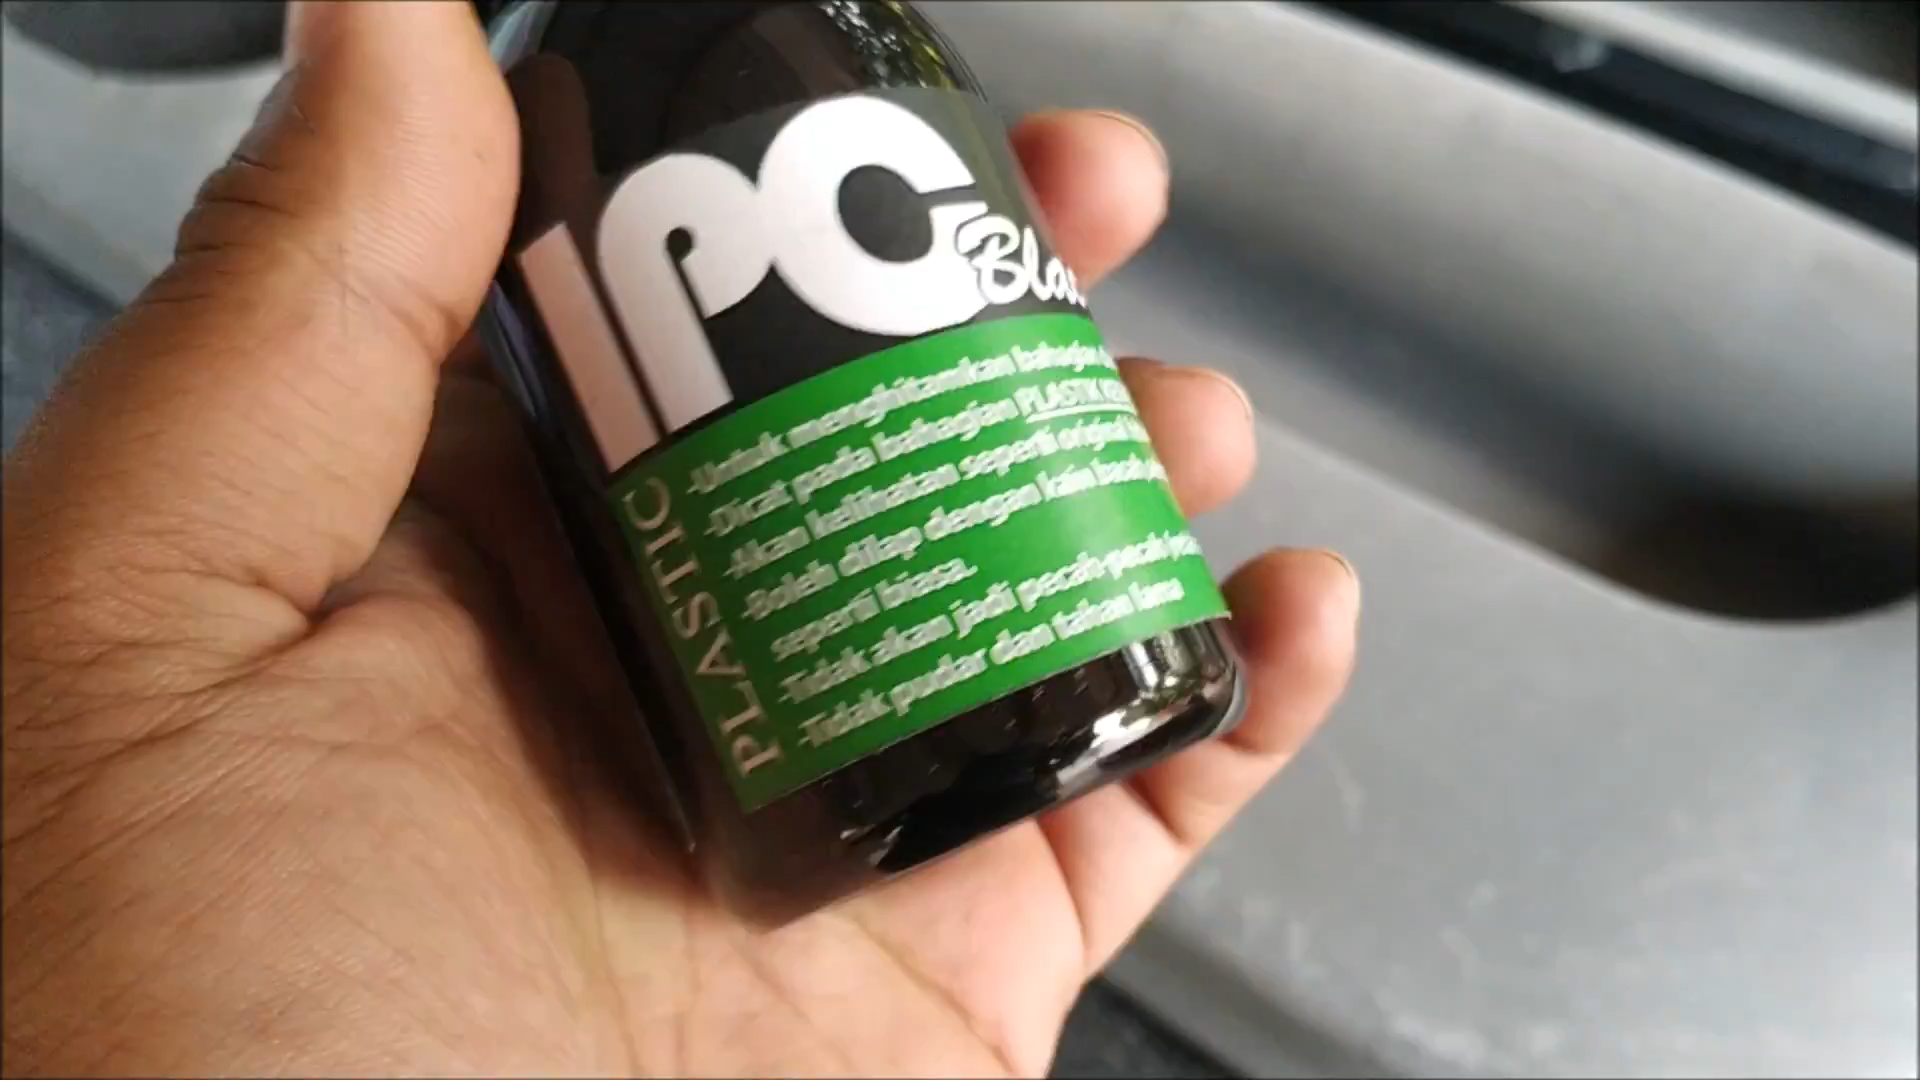 IPC
Bla
PLASTIC
-Untuk menghitamkan bahagian
-Dicat pada bahagian PLASTIK
-Akan kelihatan seperti original
-Boleh dilap dengan kain basah
seperti biasa.
-Tidak akan jadi pecah-pecah
-Tidak pudar dan tahan lama